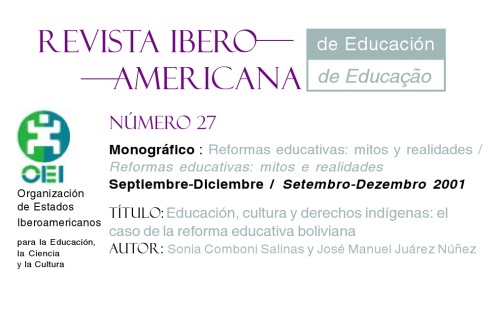 REVISTA IBERO
AMERICANA
de Educación
de Educação
NÚMERO 27
Monográfico : Reformas educativas: mitos y realidades /
Reformas educativas: mitos e realidades
Septiembre-Diciembre / Setembro-Dezembro 2001
TÍTULO: Educación, cultura y derechos indígenas: el
caso de la reforma educativa boliviana
AUTOR: Sonia Comboni Salinas y José Manuel Juárez Núñez
OEI
Organización
de Estados
Iberoamericanos
para la Educación,
la Ciencia
y la Cultura